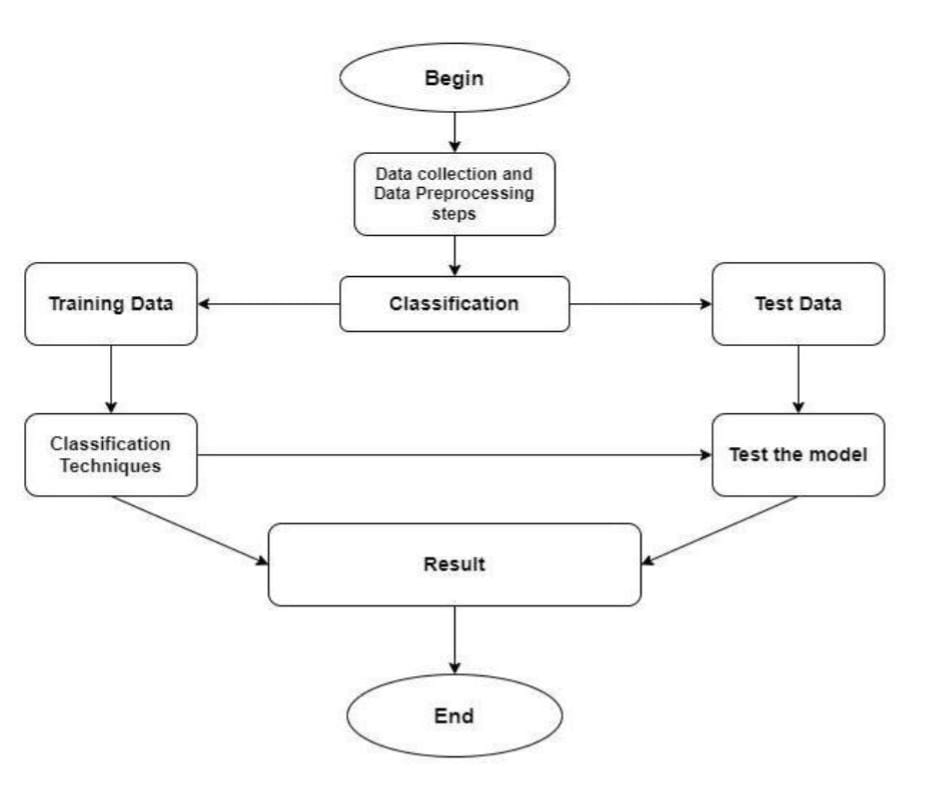 Begin
Data collection and
Data Preprocessing
steps
Training Data
Classification
Test Data
Classification
Techniques
Test the model
Result
End